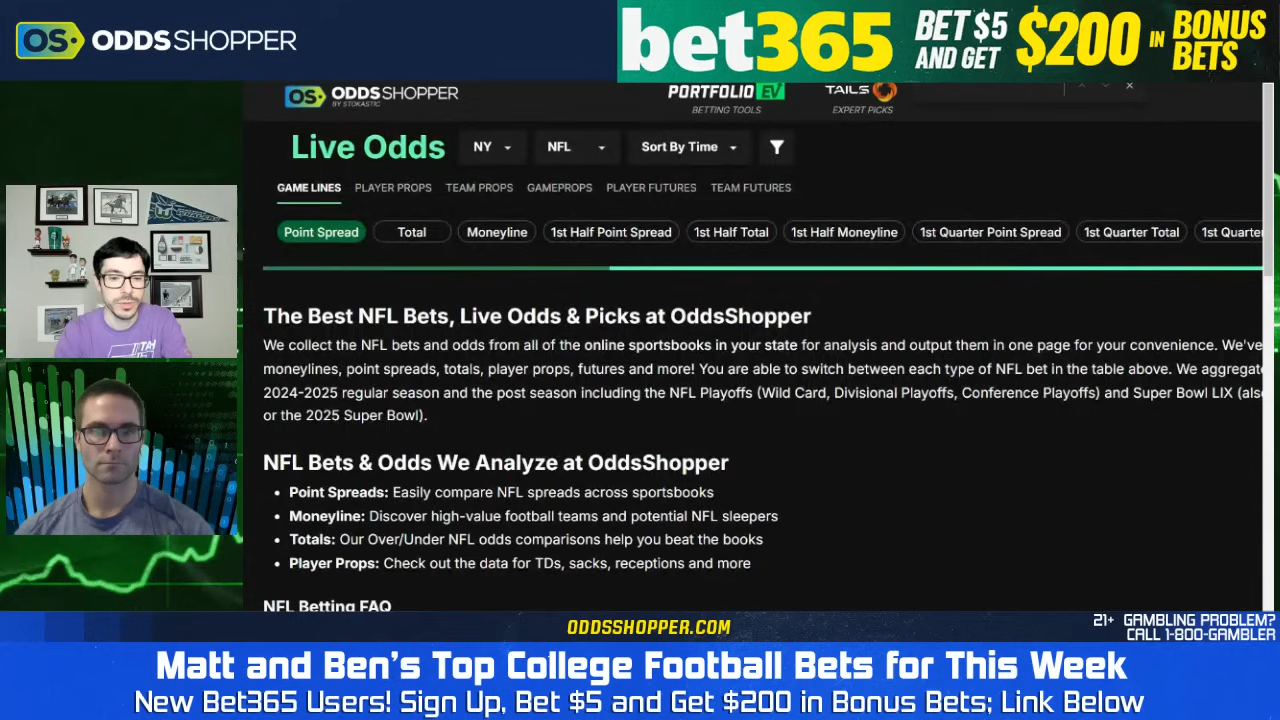 OS ODDSSHOPPER
bet365 BET $5 AND GET $200 IN BONUS BETS
OS ODDSSHOPPER
BY STOKASTIC
PORTFOLIO EV
BETTING TOOLS
TAILS
EXPERT PICKS
Live Odds NY NFL Sort By Time
GAME LINES PLAYER PROPS TEAM PROPS GAMEPROPS PLAYER FUTURES TEAM FUTURES
Point Spread Total Moneyline 1st Half Point Spread 1st Half Total 1st Half Moneyline 1st Quarter Point Spread 1st Quarter Total 1st Quarter
The Best NFL Bets, Live Odds & Picks at OddsShopper
We collect the NFL bets and odds from all of the online sportsbooks in your state for analysis and output them in one page for your convenience. We've
moneylines, point spreads, totals, player props, futures and more! You are able to switch between each type of NFL bet in the table above. We aggregate
2024-2025 regular season and the post season including the NFL Playoffs (Wild Card, Divisional Playoffs, Conference Playoffs) and Super Bowl LIX (also
or the 2025 Super Bowl).
NFL Bets & Odds We Analyze at OddsShopper
• Point Spreads: Easily compare NFL spreads across sportsbooks
• Moneyline: Discover high-value football teams and potential NFL sleepers
• Totals: Our Over/Under NFL odds comparisons help you beat the books
• Player Props: Check out the data for TDs, sacks, receptions and more
NFL Betting FAQ
ODDSSHOPPER.COM
21+ GAMBLING PROBLEM?
CALL 1-800-GAMBLER
Matt and Ben's Top College Football Bets for This Week
New Bet365 Users! Sign Up, Bet $5 and Get $200 in Bonus Bets; Link Below